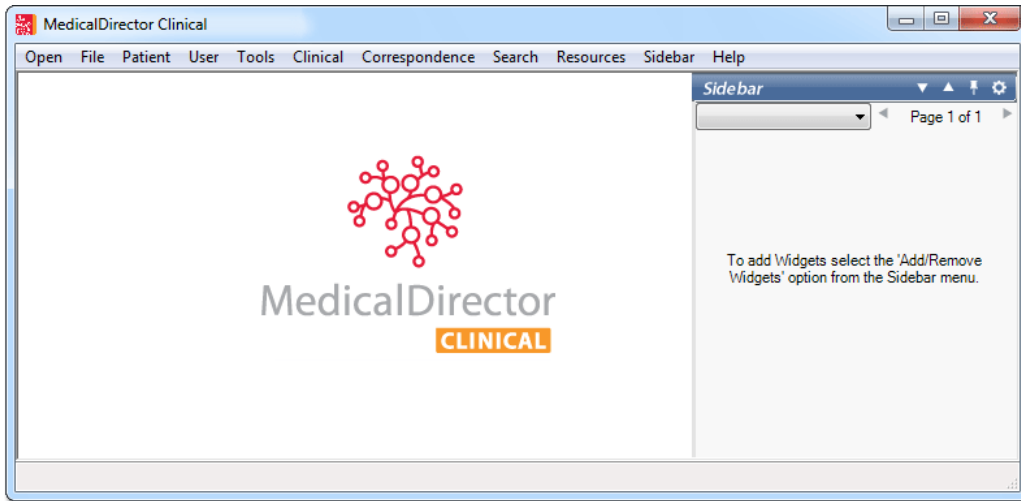 MedicalDirector Clinical
Open File Patient User Tools Clinical Correspondence Search Resources Sidebar Help
Sidebar
Page 1 of 1
To add Widgets select the 'Add/Remove
Widgets' option from the Sidebar menu.
MedicalDirector
CLINICAL